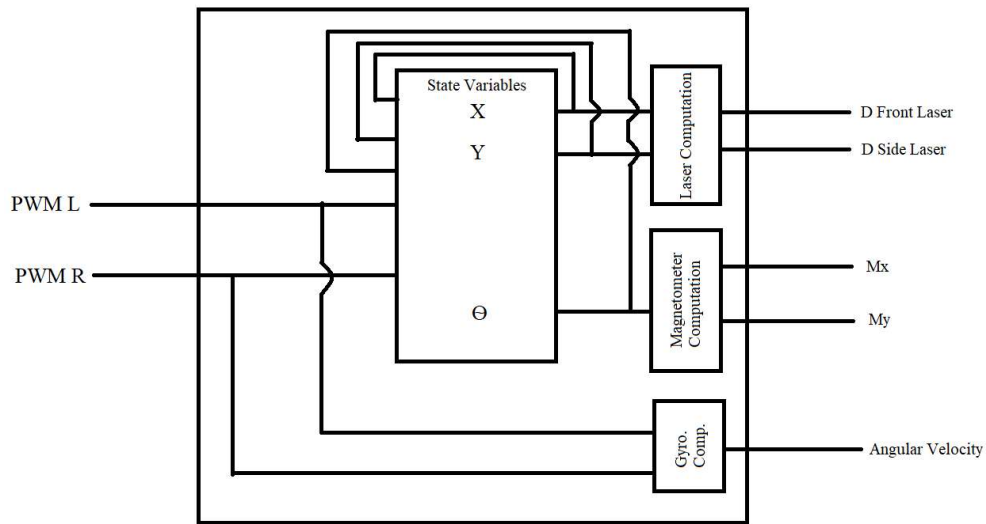 State Variables
X
Y
Ө
PWM L
PWM R
Laser Computation
D Front Laser
D Side Laser
Magnetometer
Computation
Mx
My
Gyro.
Comp.
Angular Velocity